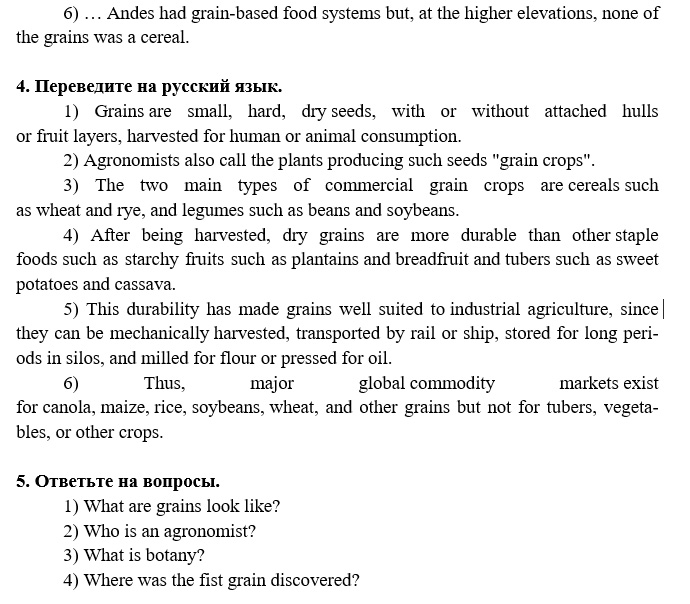 6) … Andes had grain-based food systems but, at the higher elevations, none of
the grains was a cereal.
4. Переведите на русский язык.
1) Grains are small, hard, dry seeds, with or without attached hulls
or fruit layers, harvested for human or animal consumption.
2) Agronomists also call the plants producing such seeds "grain crops".
3) The two main types of commercial grain crops are cereals such
as wheat and rye, and legumes such as beans and soybeans.
4) After being harvested, dry grains are more durable than other staple
foods such as starchy fruits such as plantains and breadfruit and tubers such as sweet
potatoes and cassava.
5) This durability has made grains well suited to industrial agriculture, since
they can be mechanically harvested, transported by rail or ship, stored for long peri-
ods in silos, and milled for flour or pressed for oil.
6) Thus, major global commodity markets exist
for canola, maize, rice, soybeans, wheat, and other grains but not for tubers, vegeta-
bles, or other crops.
5. Ответьте на вопросы.
1) What are grains look like?
2) Who is an agronomist?
3) What is botany?
4) Where was the fist grain discovered?